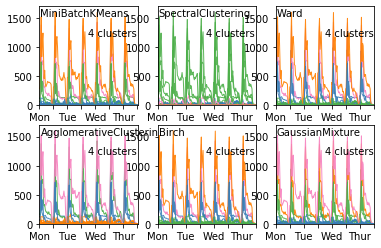 MiniBatchKMeans
SpectralClustering
Ward
1500
1000
500
0
4 clusters
Mon Tue Wed Thur
1500
1000
500
0
4 clusters
Mon Tue Wed Thur
1500
1000
500
0
4 clusters
Mon Tue Wed Thur
AgglomerativeClustering
Birch
GaussianMixture
1500
1000
500
0
4 clusters
Mon Tue Wed Thur
1500
1000
500
0
4 clusters
Mon Tue Wed Thur
1500
1000
500
0
4 clusters
Mon Tue Wed Thur